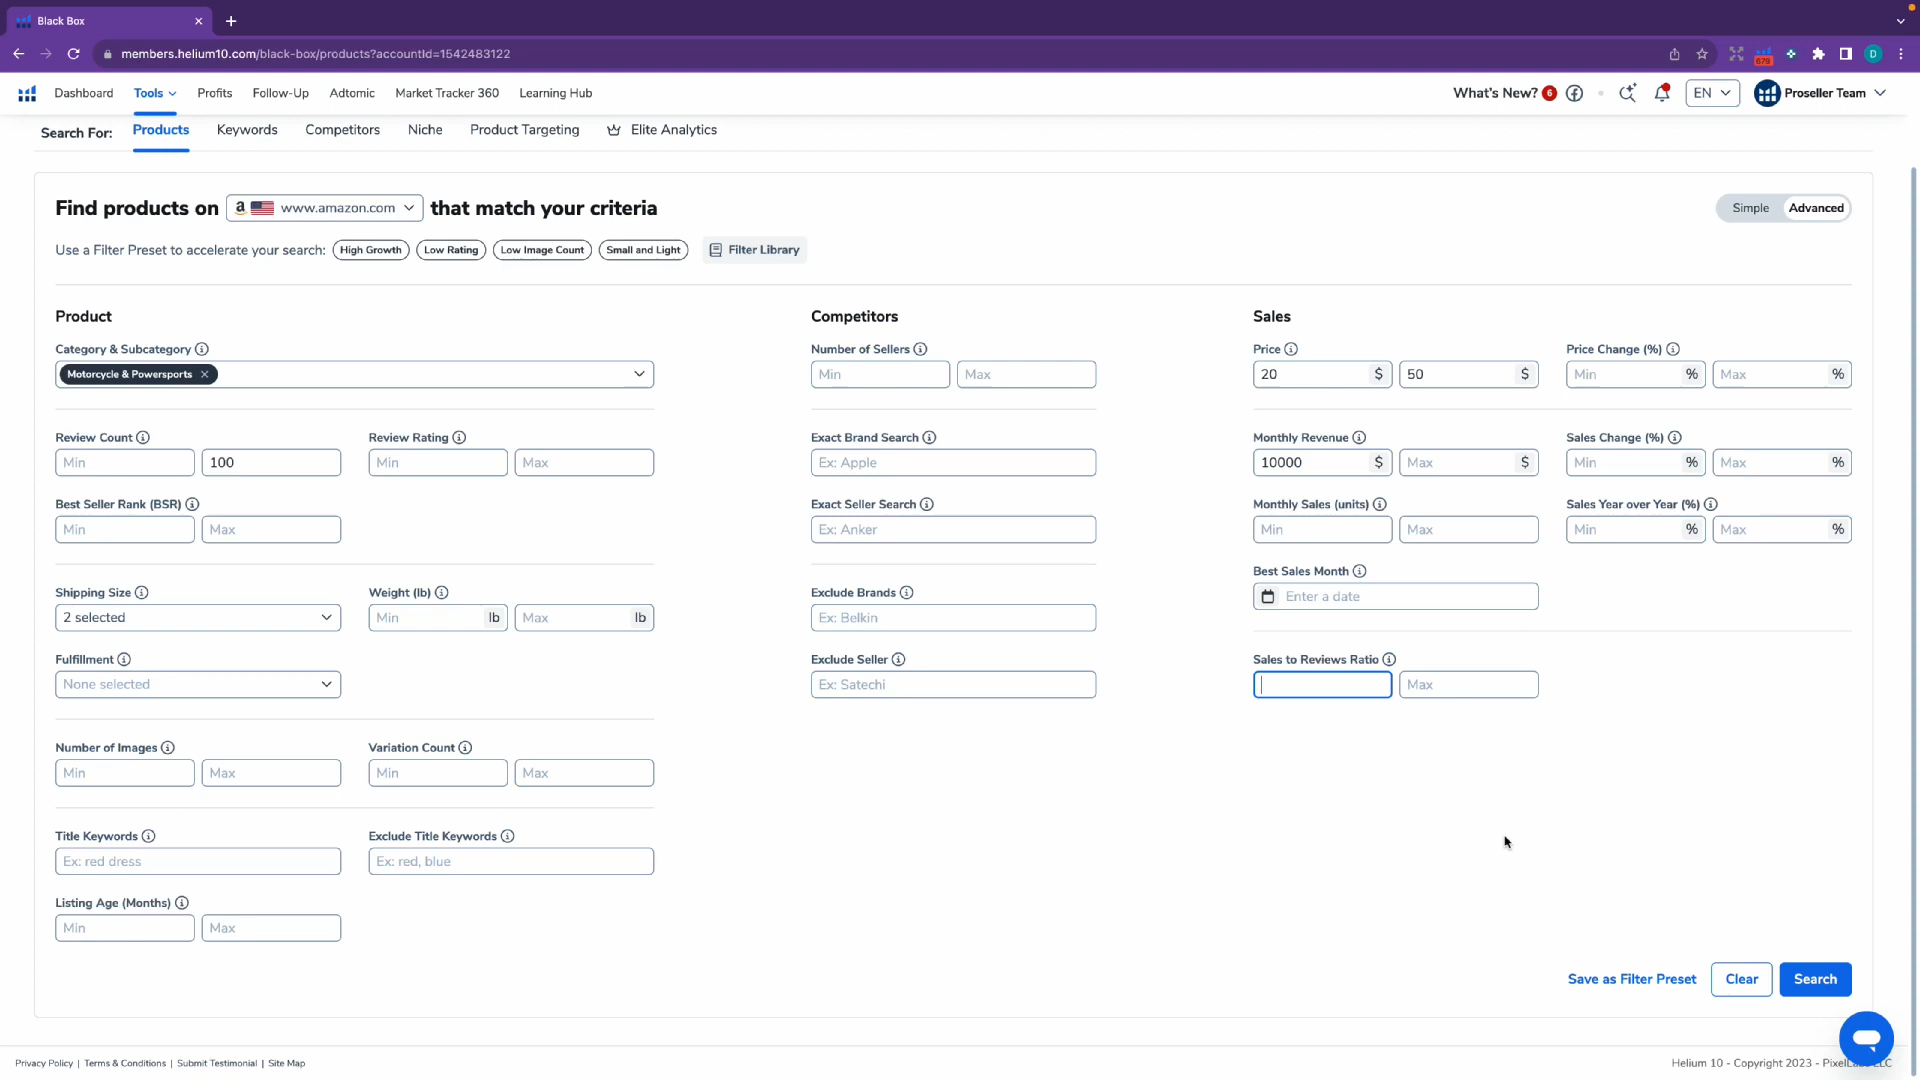 Black Box
members.helium10.com/black-box/products?accountId=1542483122
679
D
Dashboard Tools Profits Follow-Up Adtomic Market Tracker 360 Learning Hub What's New? 6 EN Proseller Team
Search For: Products Keywords Competitors Niche Product Targeting Elite Analytics
Find products on a www.amazon.com that match your criteria Simple Advanced
Use a Filter Preset to accelerate your search: High Growth Low Rating Low Image Count Small and Light Filter Library
Product Competitors Sales
Category & Subcategory Number of Sellers Price Price Change (%)
Motorcycle & Powersports Min Max 20 $ 50 $ Min % Max %
Review Count Review Rating Exact Brand Search Monthly Revenue Sales Change (%)
Min 100 Min Max Ex: Apple 10000 $ Max $ Min % Max %
Best Seller Rank (BSR) Exact Seller Search Monthly Sales (units) Sales Year over Year (%)
Min Max Ex: Anker Min Max Min % Max %
Best Sales Month
Enter a date
Shipping Size Weight (lb) Exclude Brands
2 selected Min lb Max lb Ex: Belkin
Fulfillment Exclude Seller Sales to Reviews Ratio
None selected Ex: Satechi Max
Number of Images Variation Count
Min Max Min Max
Title Keywords Exclude Title Keywords
Ex: red dress Ex: red, blue
Listing Age (Months)
Min Max
Save as Filter Preset Clear Search
Privacy Policy | Terms & Conditions | Submit Testimonial | Site Map Helium 10 - Copyright 2023 -